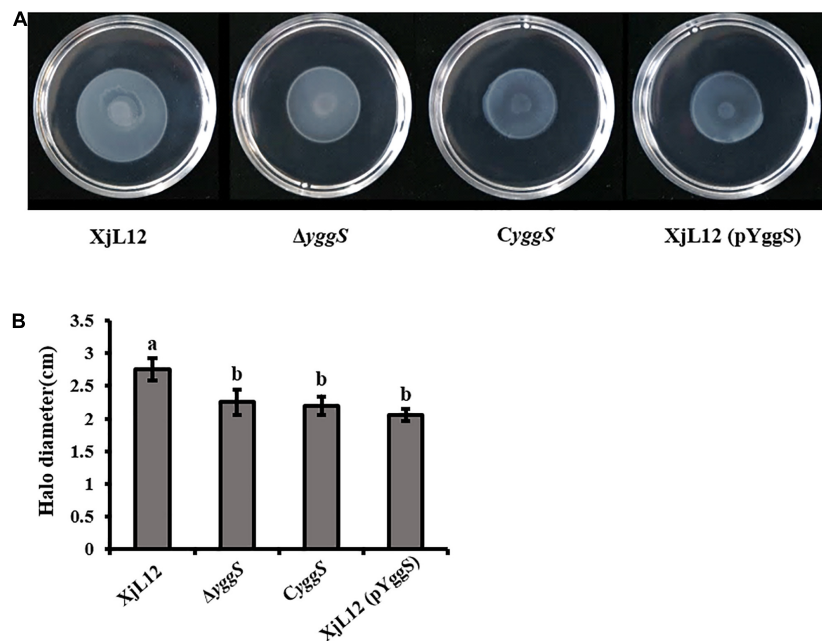 A
XjL12 ΔyggS CyggS XjL12 (pYggS)
B
Halo diameter(cm)
3.5
3
2.5
2
1.5
1
0.5
0
a b b b
XjL12 ΔyggS CyggS XjL12 (pYggS)